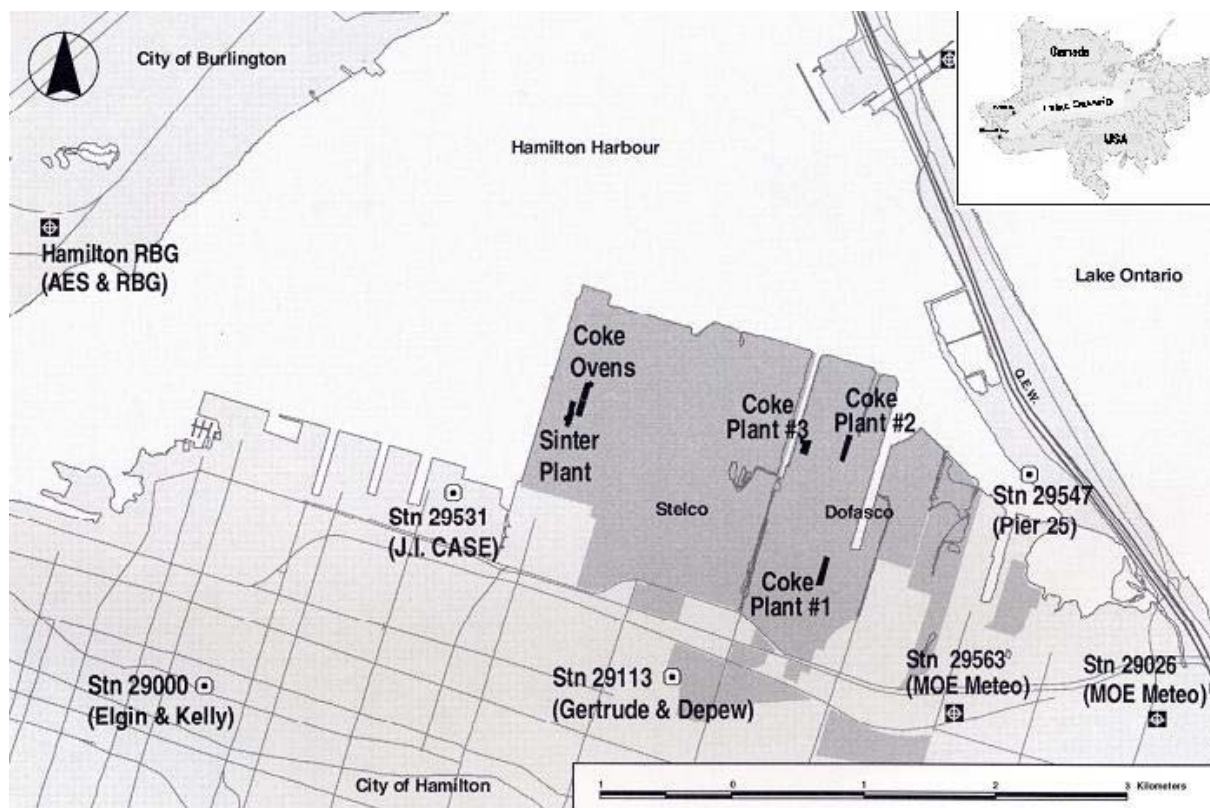 City of Burlington
Hamilton Harbour
Canada
Lake Ontario
USA
Hamilton RBG
(AES & RBG)
Lake Ontario
Q.E.W.
Coke
Ovens
Sinter
Plant
Coke
Plant #3
Coke
Plant #2
Stn 29531
(J.I. CASE)
Stelco
Dofasco
Stn 29547
(Pier 25)
Coke
Plant #1
Stn 29000
(Elgin & Kelly)
Stn 29113
(Gertrude & Depew)
Stn 29563
(MOE Meteo)
Stn 29026
(MOE Meteo)
City of Hamilton
1 0 1 2 3 Kilometers